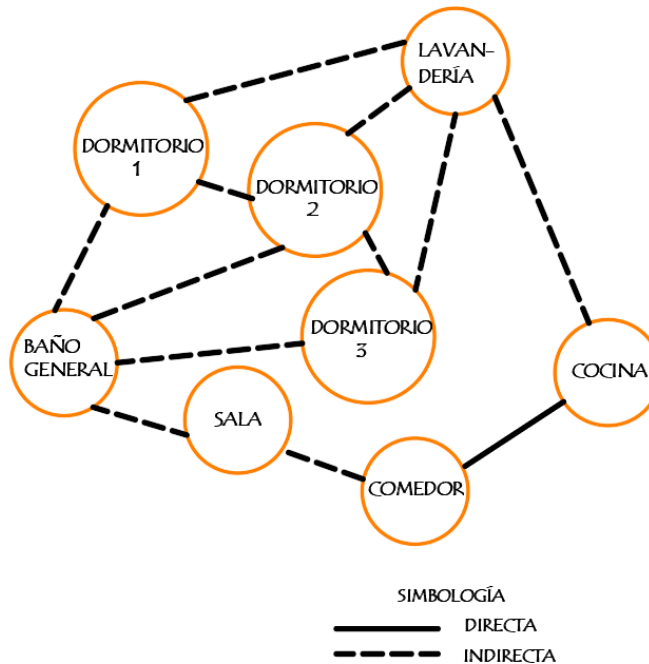 LAVAN-
DERÍA
DORMITORIO
1
DORMITORIO
2
DORMITORIO
3
BAÑO
GENERAL
COCINA
SALA
COMEDOR
SIMBOLOGÍA
DIRECTA
INDIRECTA